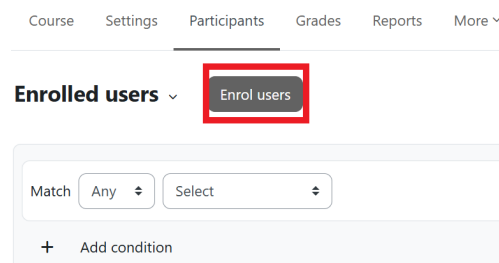 Course Settings Participants Grades Reports More
Enrolled users Enrol users
Match Any Select
+ Add condition